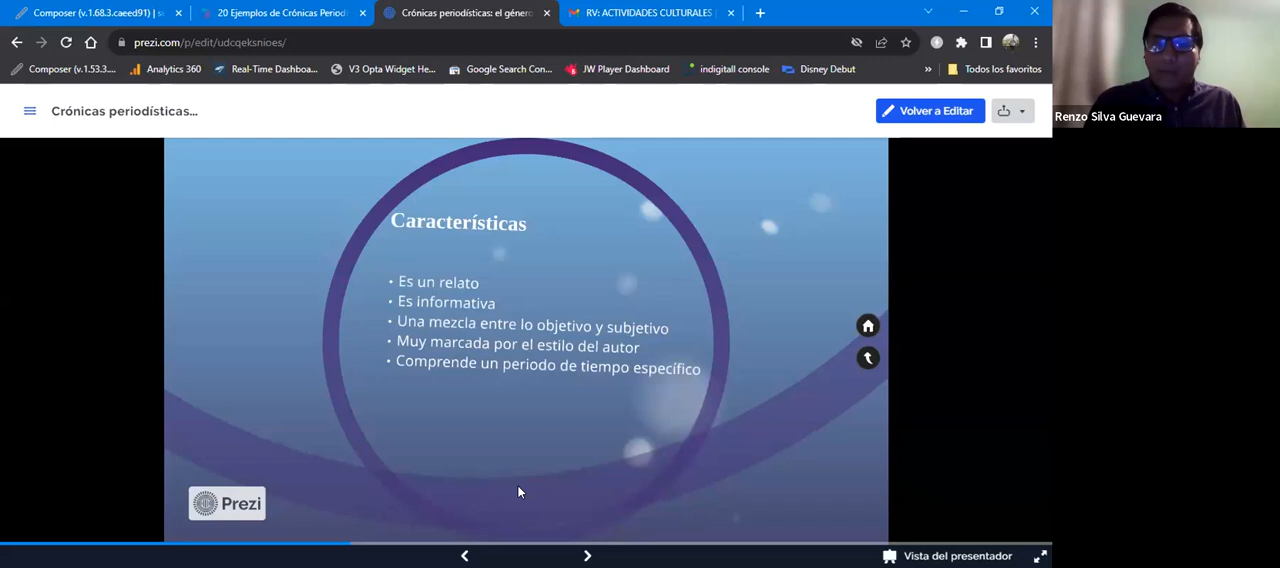 Composer (v.1.68.3.caeed91) | s
20 Ejemplos de Crónicas Periodí
Crónicas periodísticas: el género
RV: ACTIVIDADES CULTURALES
prezi.com/p/edit/udcqeksnioes/
Composer (v.1.53.3....
Analytics 360
Real-Time Dashboa...
V3 Opta Widget He...
Google Search Con...
JW Player Dashboard
indigitall console
Disney Debut
»
Todos los favoritos
Crónicas periodísticas...
Volver a Editar
Renzo Silva Guevara
Características
• Es un relato
• Es informativa
• Una mezcla entre lo objetivo y subjetivo
• Muy marcada por el estilo del autor
• Comprende un periodo de tiempo específico
Prezi
Vista del presentador